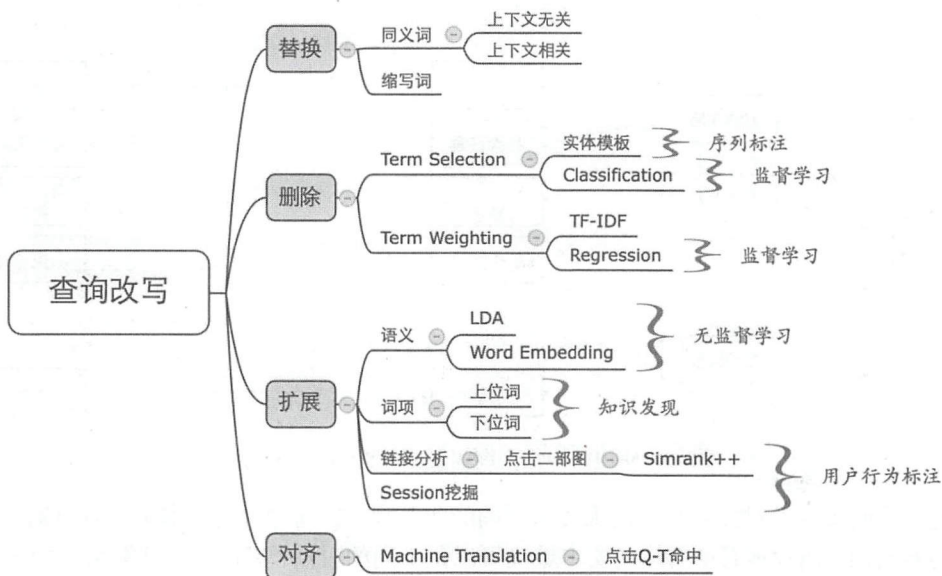 查询改写
替换
同义词
上下文无关
上下文相关
缩写词
删除
Term Selection
实体模板
序列标注
Classification
监督学习
Term Weighting
TF-IDF
Regression
监督学习
扩展
语义
LDA
Word Embedding
无监督学习
词项
上位词
下位词
知识发现
链接分析
点击二部图
Simrank++
Session挖掘
用户行为标注
对齐
Machine Translation
点击Q-T命中